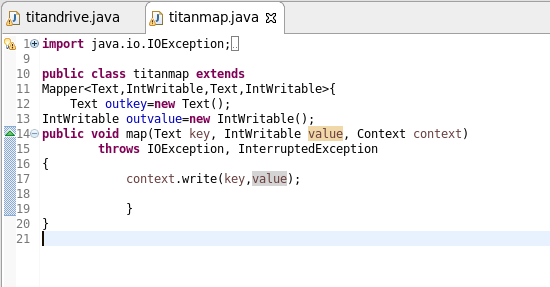 titandrive.java titanmap.java
1 import java.io.IOException;
9
10 public class titanmap extends
11 Mapper<Text,IntWritable,Text,IntWritable>{
12 Text outkey=new Text();
13 IntWritable outvalue=new IntWritable();
14 public void map(Text key, IntWritable value, Context context)
15 throws IOException, InterruptedException
16 {
17 context.write(key,value);
18
19 }
20 }
21